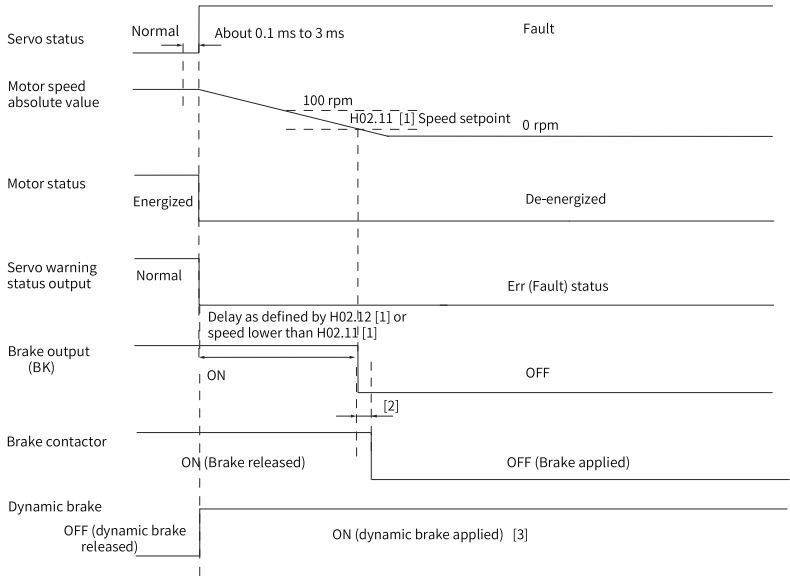 Servo status
Normal
About 0.1 ms to 3 ms
Fault
Motor speed
absolute value
100 rpm
H02.11 [1] Speed setpoint
0 rpm
Motor status
Energized
De-energized
Servo warning
status output
Normal
Err (Fault) status
Delay as defined by H02.12 [1] or
speed lower than H02.11 [1]
Brake output
(BK)
ON
OFF
[2]
Brake contactor
ON (Brake released)
OFF (Brake applied)
Dynamic brake
OFF (dynamic brake
released)
ON (dynamic brake applied) [3]